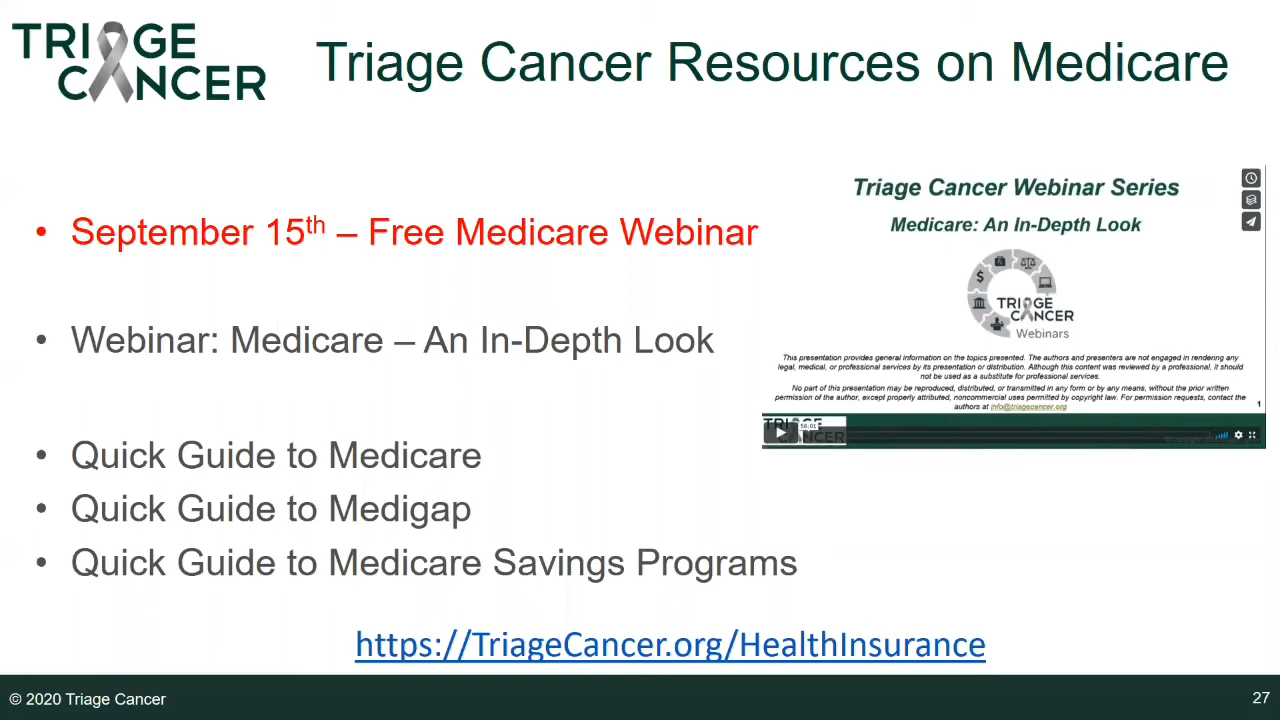 TRIAGE
CANCER
Triage Cancer Resources on Medicare
• September 15th – Free Medicare Webinar
• Webinar: Medicare – An In-Depth Look
• Quick Guide to Medicare
• Quick Guide to Medigap
• Quick Guide to Medicare Savings Programs
Triage Cancer Webinar Series
Medicare: An In-Depth Look
TRIAGE
CANCER
Webinars
This presentation provides general information on the topics presented. The authors and presenters are not engaged in rendering any
legal, medical, or professional services by its presentation or distribution. Although this content was reviewed by a professional, it should
not be used as a substitute for professional services.
No part of this presentation may be reproduced, distributed, or transmitted in any form or by any means, without the prior written
permission of the author, except properly attributed, noncommercial uses permitted by copyright law. For permission requests, contact the
authors at info@triagecancer.org
1
TRIAGE
CANCER
58:01
https://TriageCancer.org/HealthInsurance
© 2020 Triage Cancer
27